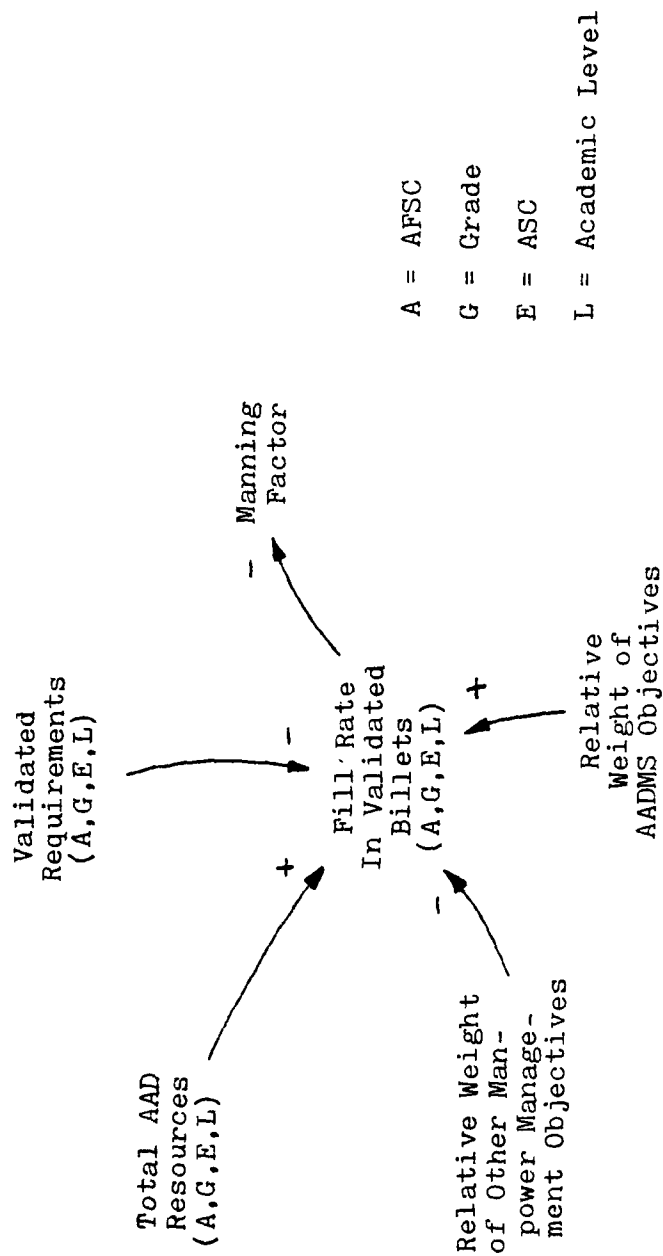 Total AAD
Resources
(A,G,E,L)
Validated
Requirements
(A,G,E,L)
+
-
-
Manning
Factor
Fill Rate
In Validated
Billets
(A,G,E,L)
-
+
Relative Weight
of Other Man-
power Manage-
ment Objectives
Relative
Weight of
AADMS Objectives
A = AFSC
G = Grade
E = ASC
L = Academic Level